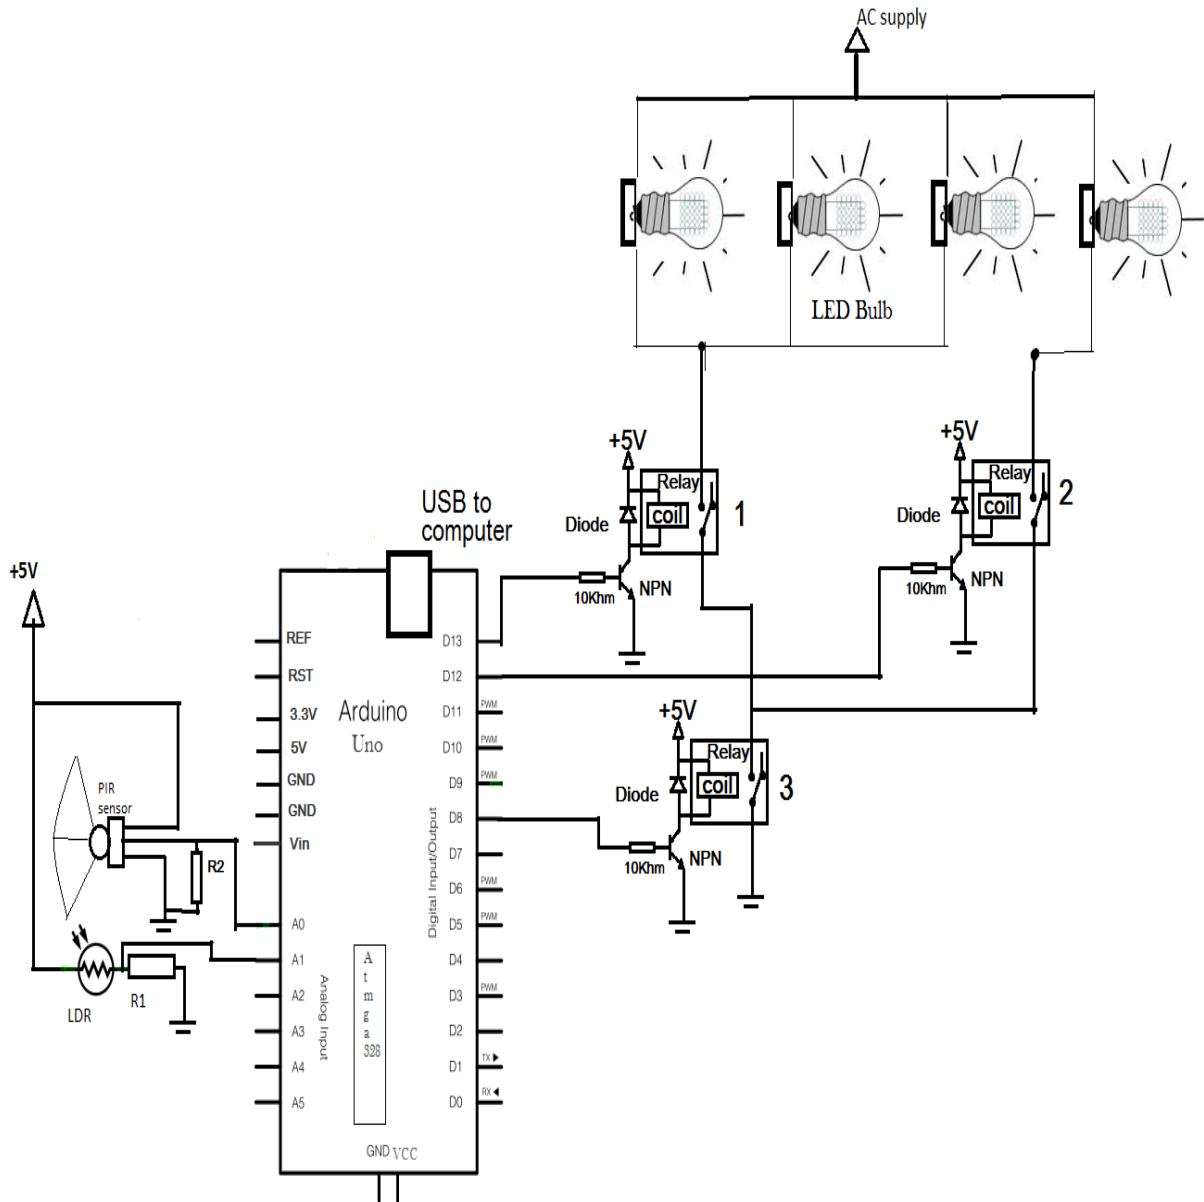 AC supply
LED Bulb
+5V
Relay
coil
1
Diode
NPN
10Khm
+5V
Relay
coil
2
Diode
NPN
10Khm
USB to
computer
+5V
REF
RST
3.3V
5V
GND
GND
Vin
A0
A1
A2
A3
A4
A5
Analog Input
Arduino
Uno
A
t
m
g
a
328
GND VCC
D13
D12
D11 PWM
D10 PWM
D9 PWM
D8
D7
D6 PWM
D5 PWM
D4
D3 PWM
D2
D1 TX
D0 RX
Digital Input/Output
+5V
Relay
coil
3
Diode
NPN
10Khm
PIR
sensor
R2
LDR
R1